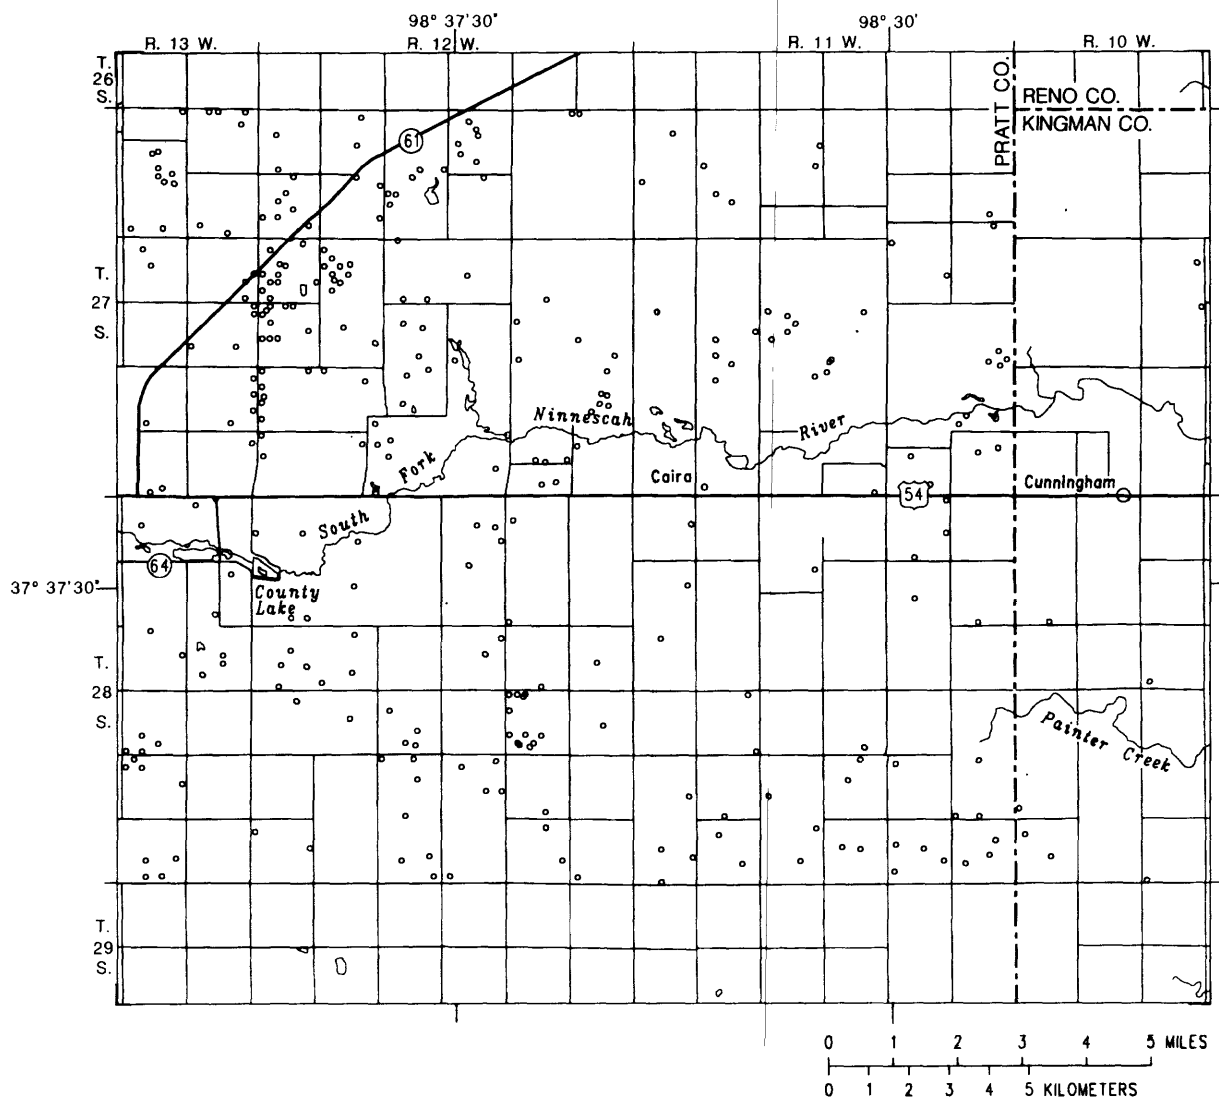 98° 37'30"
98° 30'
R. 13 W.
R. 12 W.
R. 11 W.
R. 10 W.
T.
26
S.
PRATT CO.
RENO CO.
KINGMAN CO.
61
T.
27
S.
Ninnescah
River
Fork
South
Caira
54
Cunningham
64
37° 37'30"
County
Lake
T.
28
S.
Painter Creek
T.
29
S.
0 1 2 3 4 5 MILES
0 1 2 3 4 5 KILOMETERS